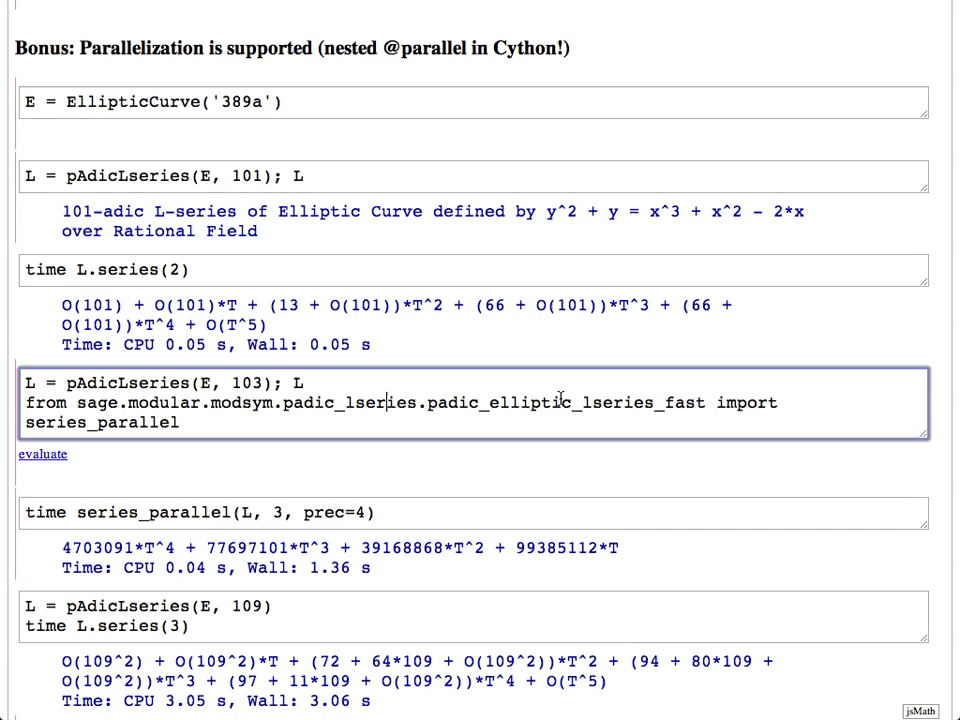 Bonus: Parallelization is supported (nested @parallel in Cython!)
E = EllipticCurve('389a')
L = pAdicLseries(E, 101); L
101-adic L-series of Elliptic Curve defined by y^2 + y = x^3 + x^2 - 2*x
over Rational Field
time L.series(2)
O(101) + O(101)*T + (13 + O(101))*T^2 + (66 + O(101))*T^3 + (66 +
O(101))*T^4 + O(T^5)
Time: CPU 0.05 s, Wall: 0.05 s
L = pAdicLseries(E, 103); L
from sage.modular.modsym.padic_lseries.padic_elliptic_lseries_fast import
series_parallel
evaluate
time series_parallel(L, 3, prec=4)
4703091*T^4 + 77697101*T^3 + 39168868*T^2 + 99385112*T
Time: CPU 0.04 s, Wall: 1.36 s
L = pAdicLseries(E, 109)
time L.series(3)
O(109^2) + O(109^2)*T + (72 + 64*109 + O(109^2))*T^2 + (94 + 80*109 +
O(109^2))*T^3 + (97 + 11*109 + O(109^2))*T^4 + O(T^5)
Time: CPU 3.05 s, Wall: 3.06 s
jsMath